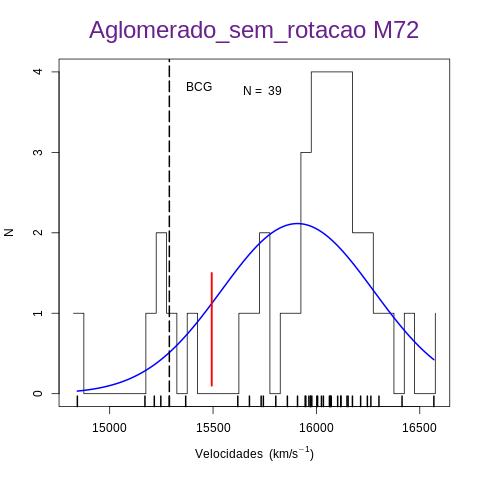 Aglomerado_sem_rotacao M72
BCG
N = 39
4
3
2
1
0
N
15000 15500 16000 16500
Velocidades (km/s⁻¹)